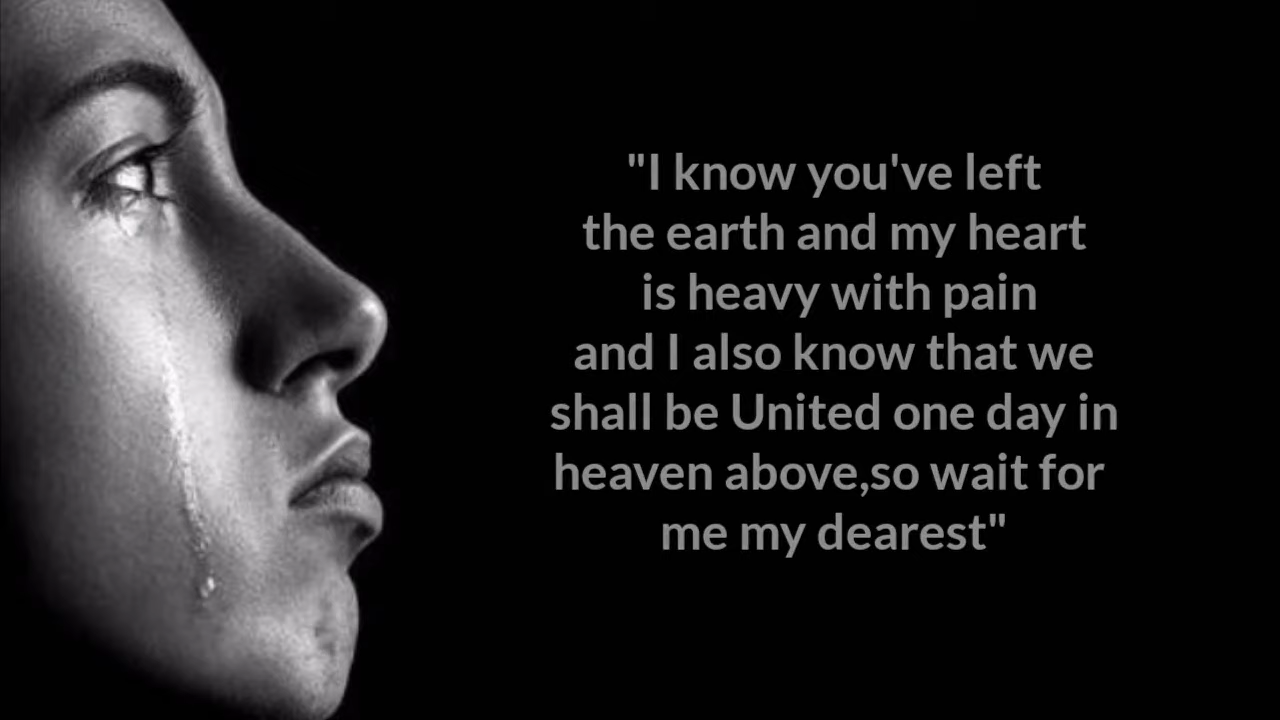 "I know you've left
the earth and my heart
is heavy with pain
and I also know that we
shall be United one day in
heaven above,so wait for
me my dearest"